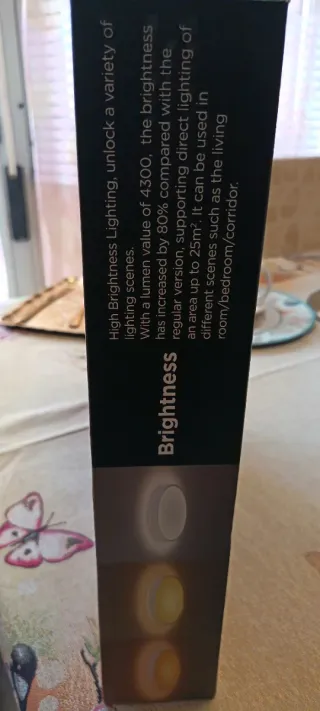 Brightness
High Brightness Lighting, unlock a variety of
lighting scenes.
With a lumen value of 4300, the brightness
has increased by 80% compared with the
regular version, supporting direct lighting of
an area up to 25m². It can be used in
different scenes such as the living
room/bedroom/corridor.